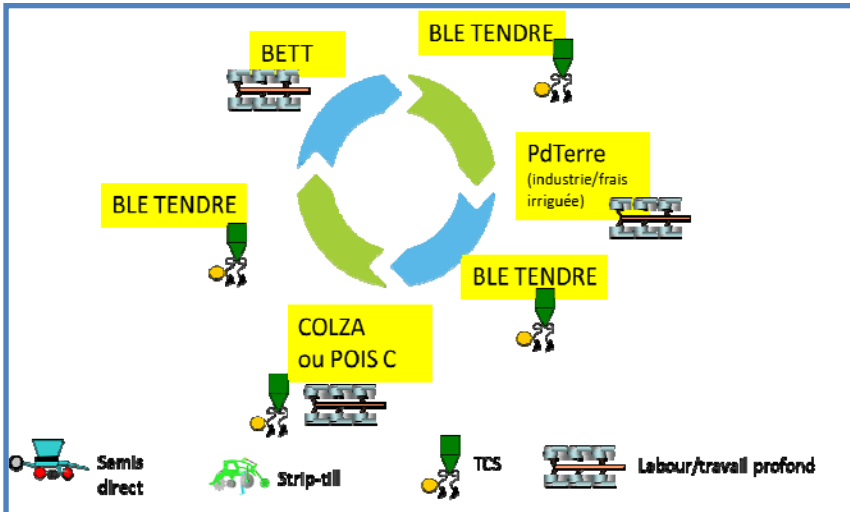 BLE TENDRE
BETT
PdTerre
(industrie/frais
irriguée)
BLE TENDRE
BLE TENDRE
COLZA
ou POIS C
Semis
direct
Strip-till
TCS
Labour/travail profond